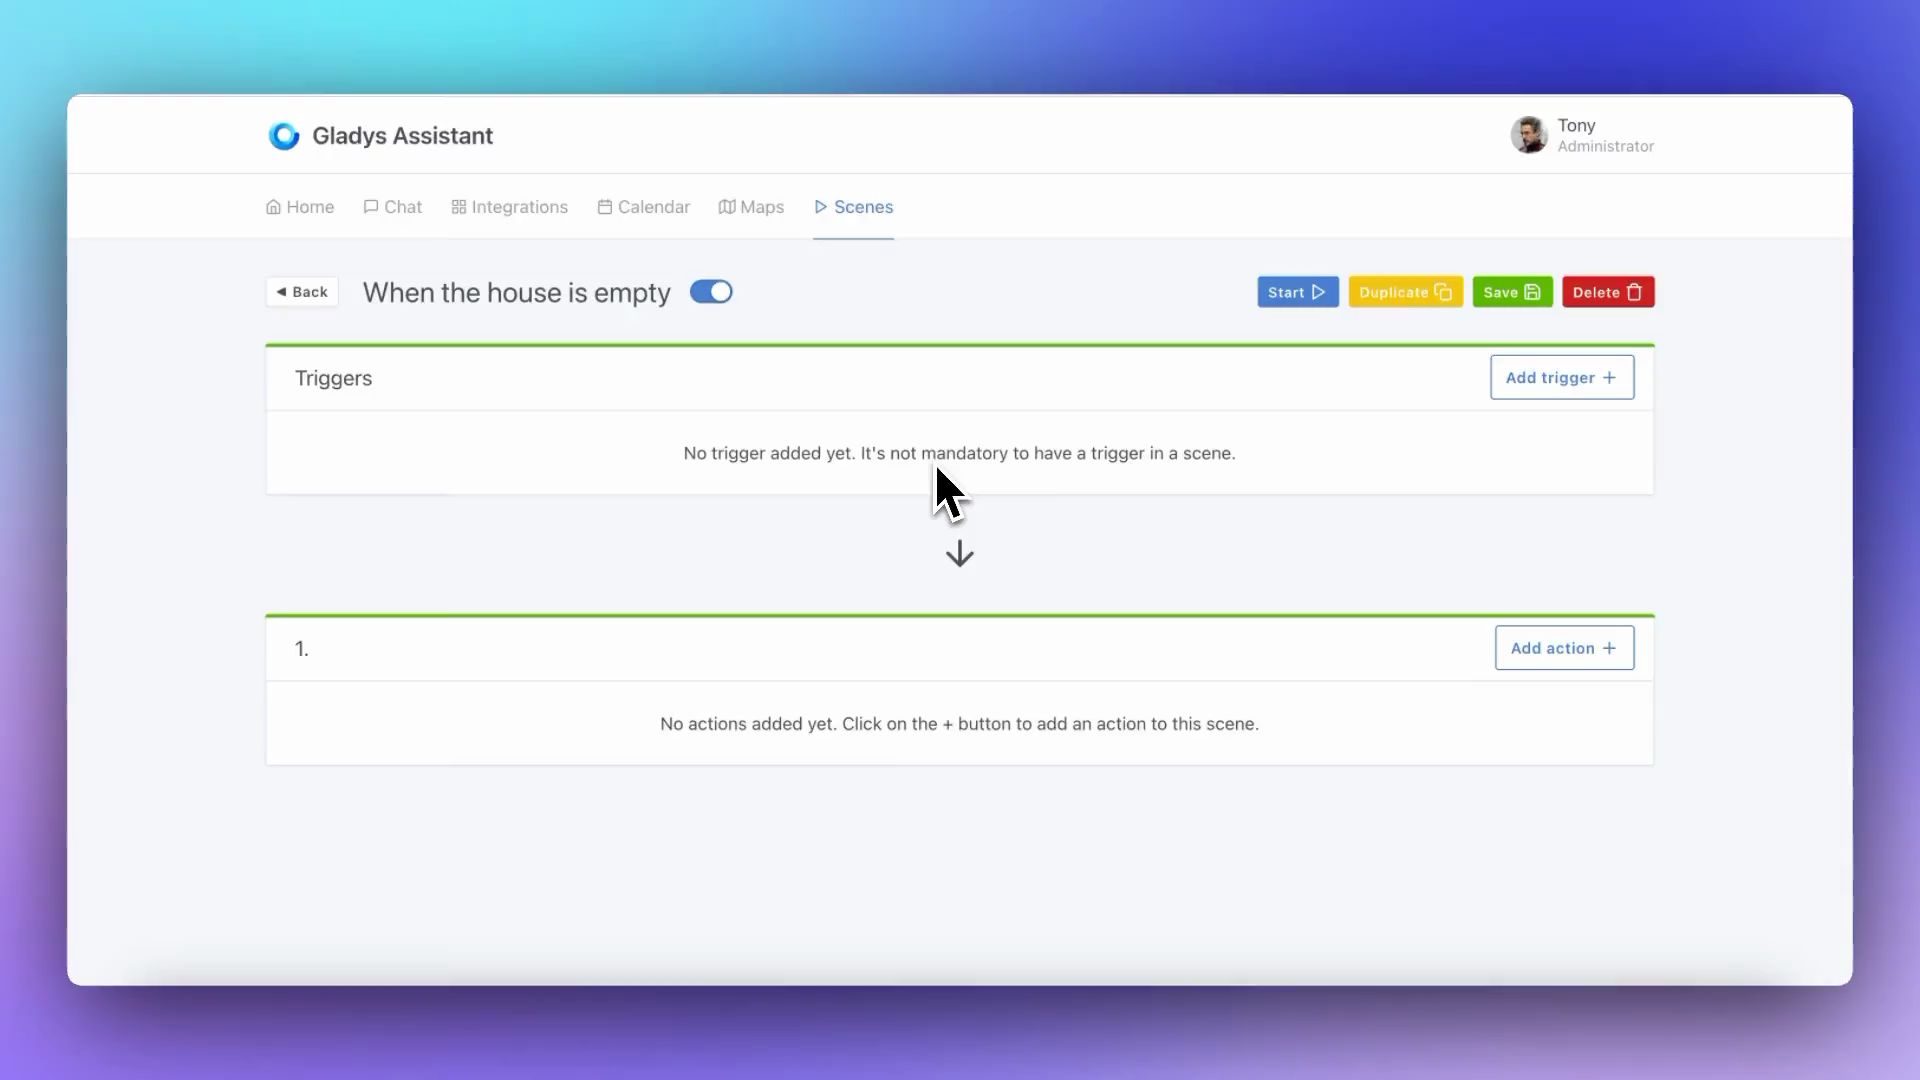 Gladys Assistant
Tony
Administrator
Home Chat Integrations Calendar Maps Scenes
◄ Back When the house is empty Start Duplicate Save Delete
Triggers Add trigger +
No trigger added yet. It's not mandatory to have a trigger in a scene.
1. Add action +
No actions added yet. Click on the + button to add an action to this scene.